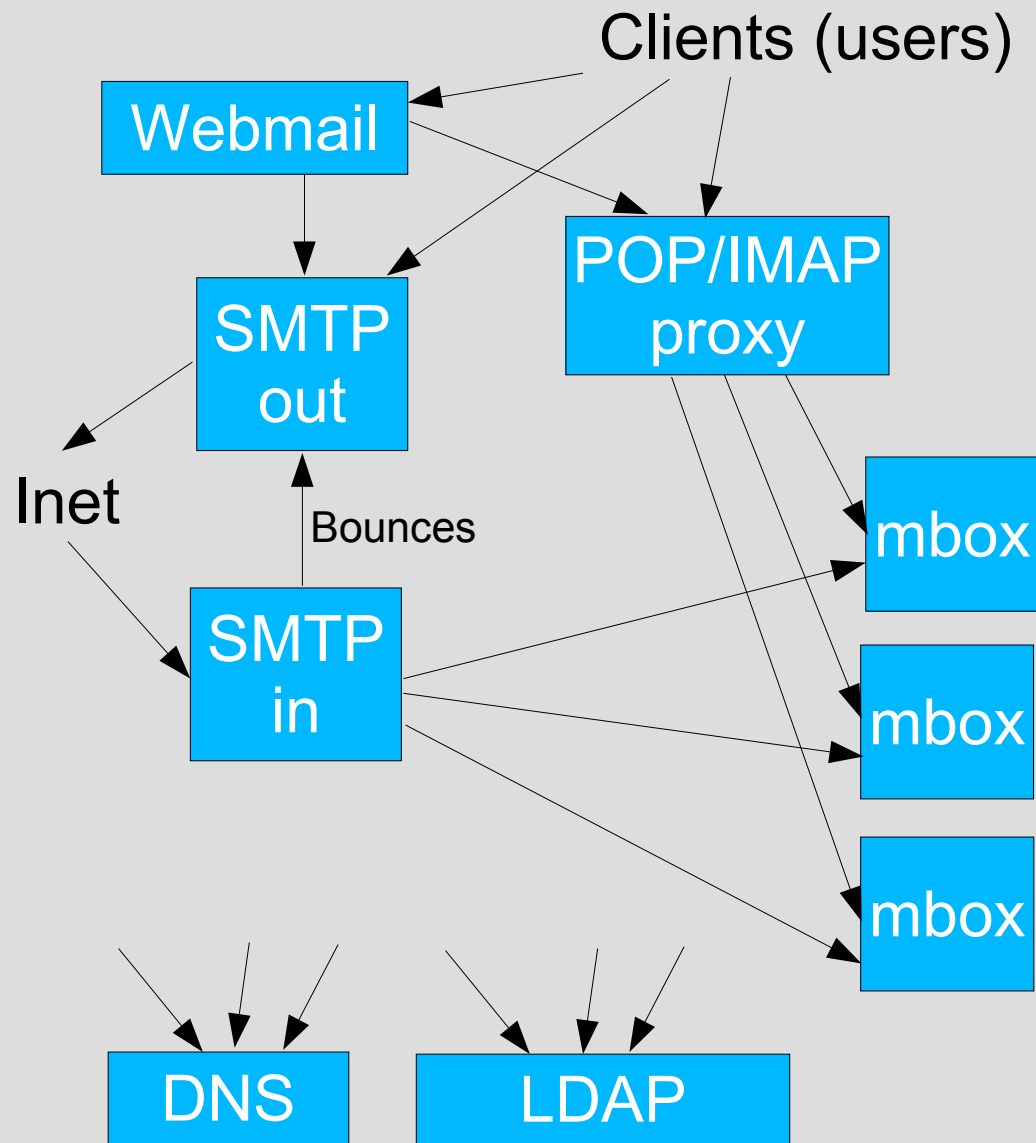 Clients (users)
Webmail
POP/IMAP
proxy
SMTP
out
Inet
Bounces
mbox
SMTP
in
mbox
mbox
DNS
LDAP